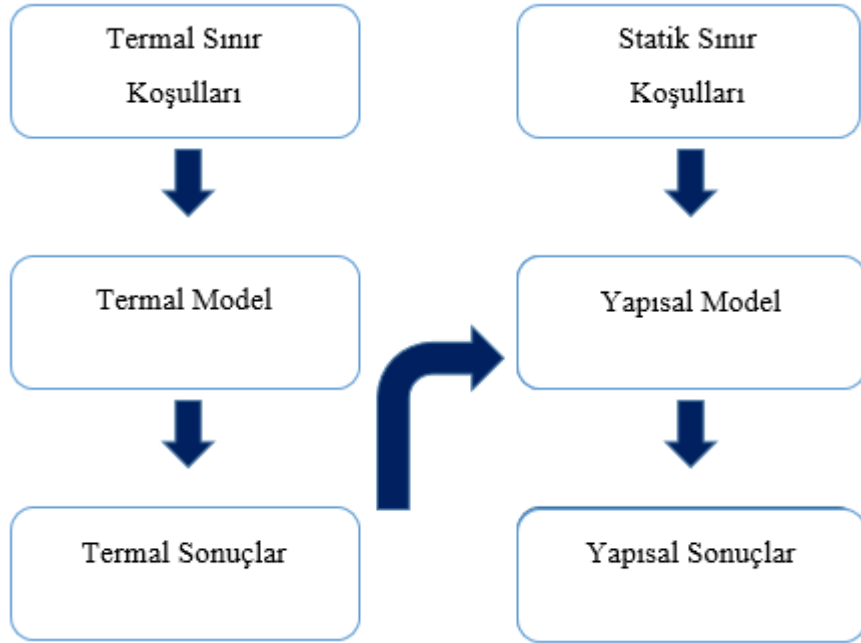 Termal Sınır
Koşulları
Statik Sınır
Koşulları
Termal Model
Yapısal Model
Termal Sonuçlar
Yapısal Sonuçlar